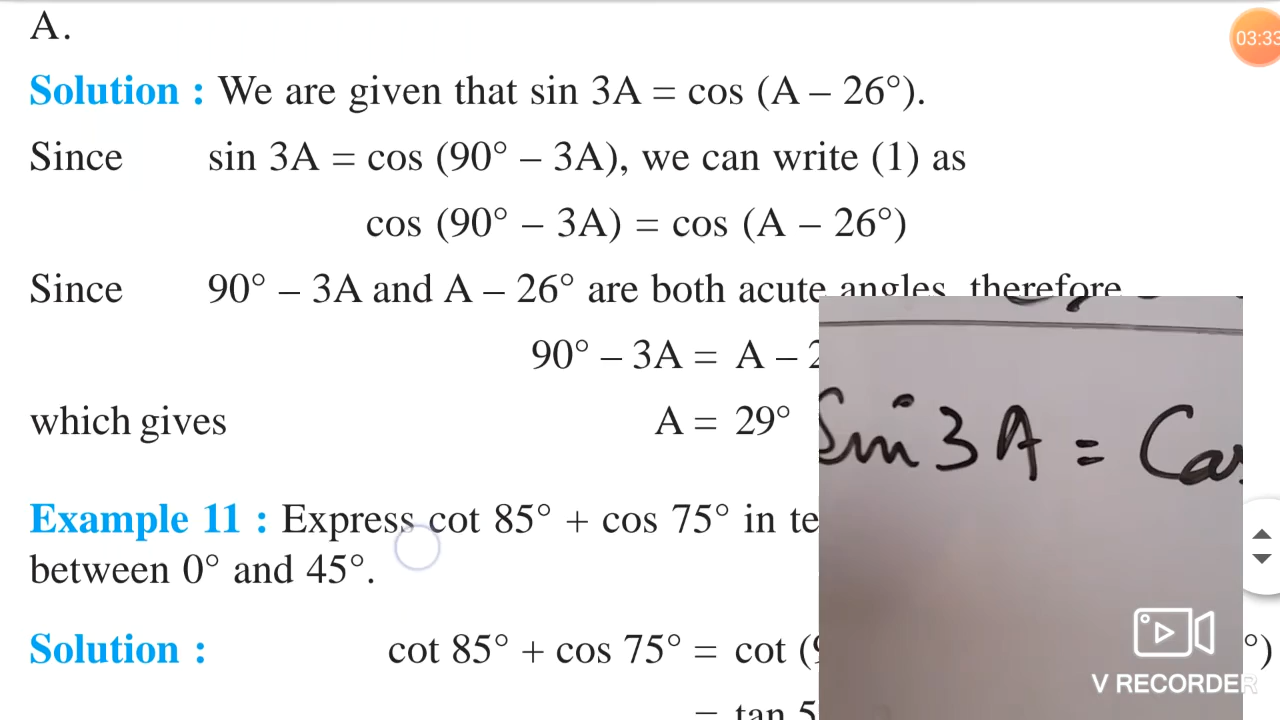 A.
03:33
Solution : We are given that sin 3A = cos (A – 26°).
Since sin 3A = cos (90° – 3A), we can write (1) as
cos (90° – 3A) = cos (A – 26°)
Since 90° – 3A and A – 26° are both acute angles, therefore
90° – 3A = A –
which gives A = 29°
Sin 3A =
Example 11 : Express cot 85° + cos 75° in
between 0° and 45°.
Solution : cot 85° + cos 75° = cot ( °)
V RECORDER
= tan 5